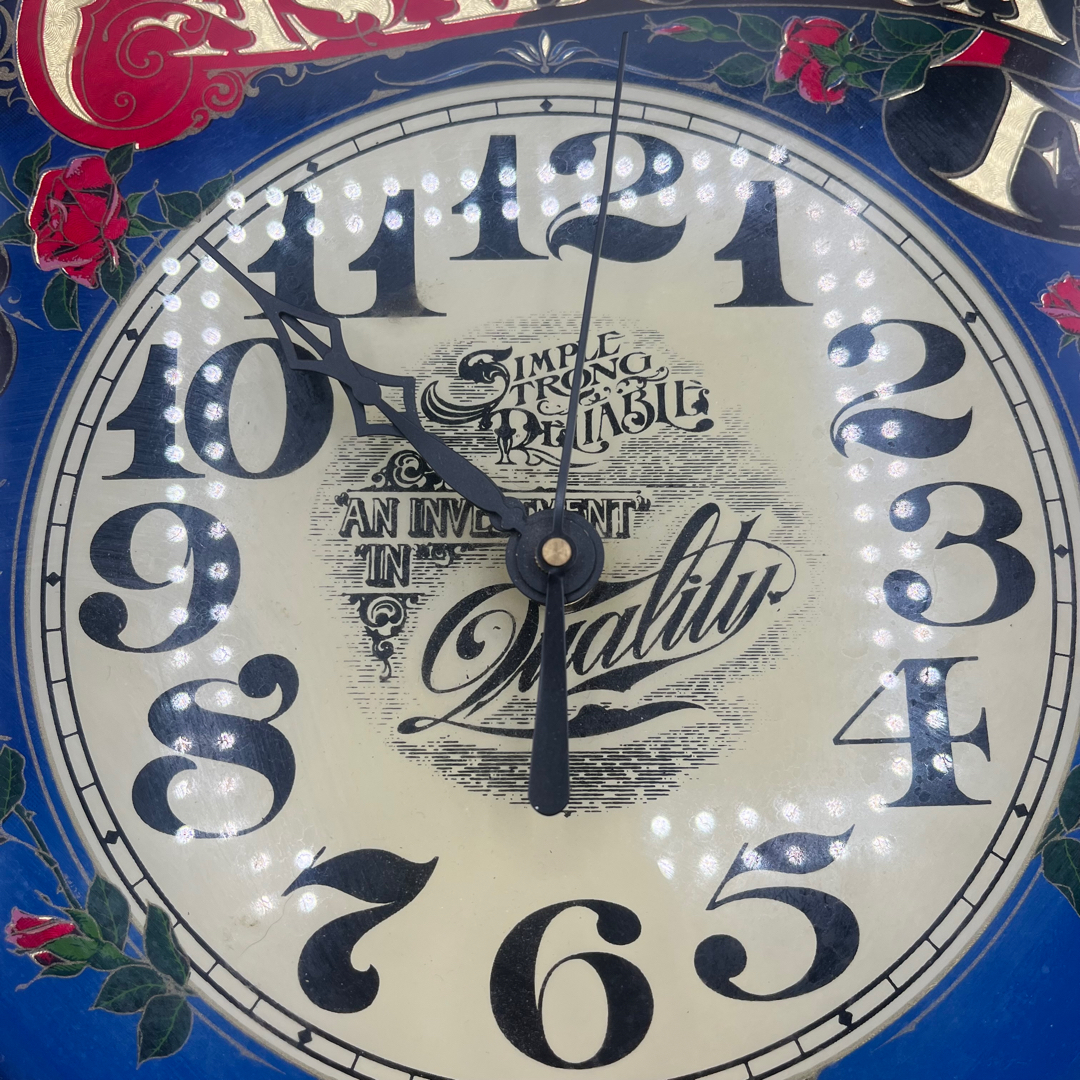 12
11
1
10
2
9
3
8
4
7
5
6
SIMPLE
STRONG
RELIABLE
"AN INVESTMENT"
"IN"
Quality